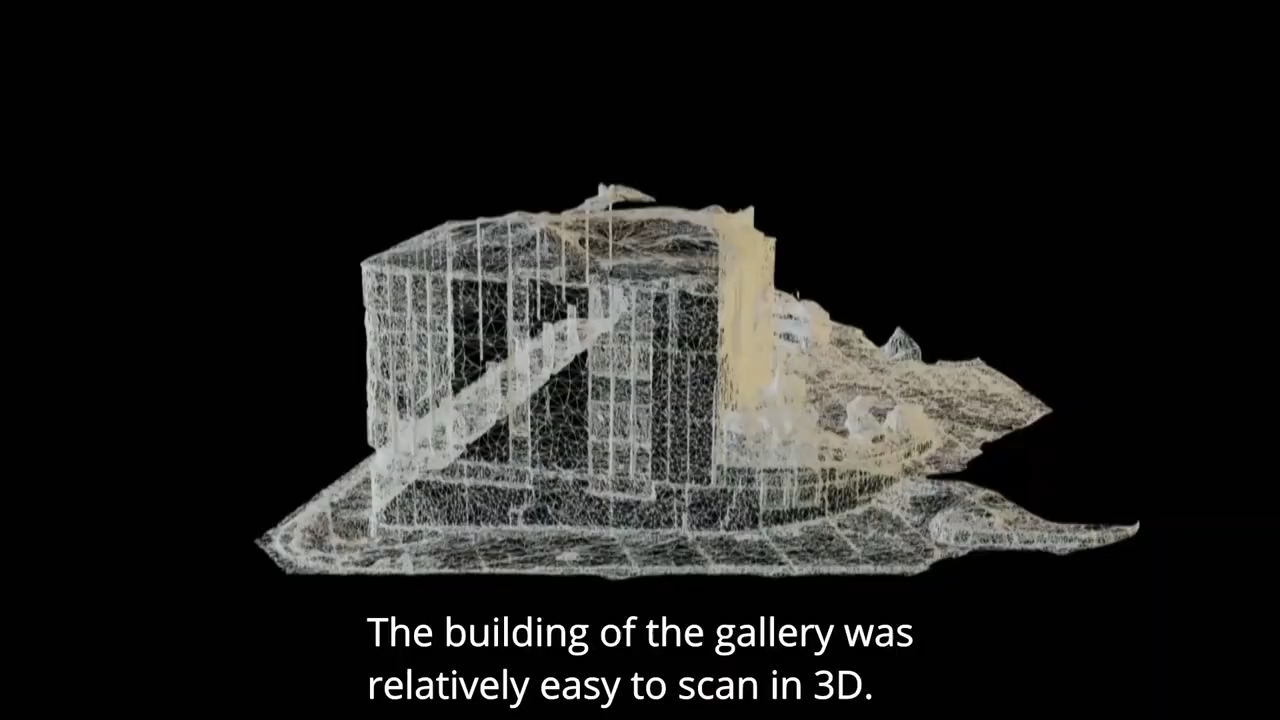 The building of the gallery was
relatively easy to scan in 3D.